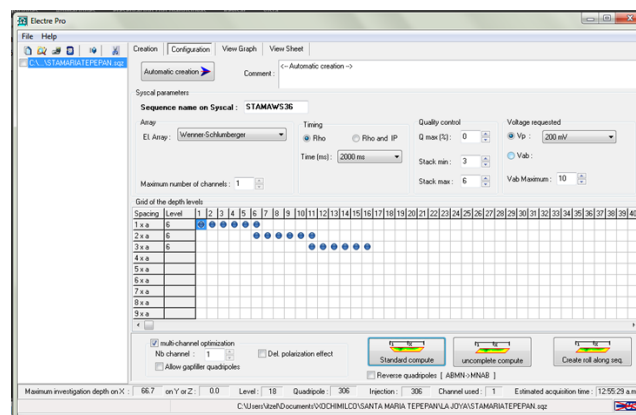 Electre Pro
File Help
C:\...\STAMARIATEPEPAN.sqz
Creation Configuration View Graph View Sheet
Automatic creation
Comment : <-- Automatic creation -->
Syscal parameters
Sequence name on Syscal : STAMAWS36
Array
El. Array : Wenner-Schlumberger
Maximum number of channels : 1
Timing
Rho Rho and IP
Time (ms) : 2000 ms
Quality control
Q max (%) : 0
Stack min : 3
Stack max : 6
Voltage requested
Vp : 200 mV
Vab :
Vab Maximum : 10
Grid of the depth levels
Spacing Level 1 2 3 4 5 6 7 8 9 10 11 12 13 14 15 16 17 18 19 20 21 22 23 24 25 26 27 28 29 30 31 32 33 34 35 36 37 38 39 40
1 x a 6
2 x a 6
3 x a 6
4 x a
5 x a
6 x a
7 x a
8 x a
9 x a
multi-channel optimization
Nb channel : 1
Allow gapfiller quadripoles
Del. polarization effect
Standard compute
uncomplete compute
Create roll along seq.
Reverse quadripoles [ ABMN->MNAB ]
Maximum investigation depth on X : 66.7 on Y or Z : 0.0 Level : 18 Quadripole : 306 Injection : 306 Channel used : 1 Estimated acquisition time : 12:55:29 a.m
C:\Users\Itzel\Documents\XOCHIMILCO\SANTA MARIA TEPEPAN\LA JOYA\STAMARIATEPEPAN.sqz